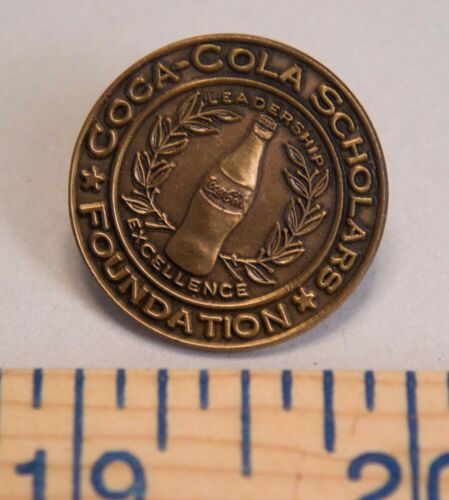 COCA-COLA SCHOLARS
FOUNDATION
LEADERSHIP
EXCELLENCE
Coca-Cola
19
20